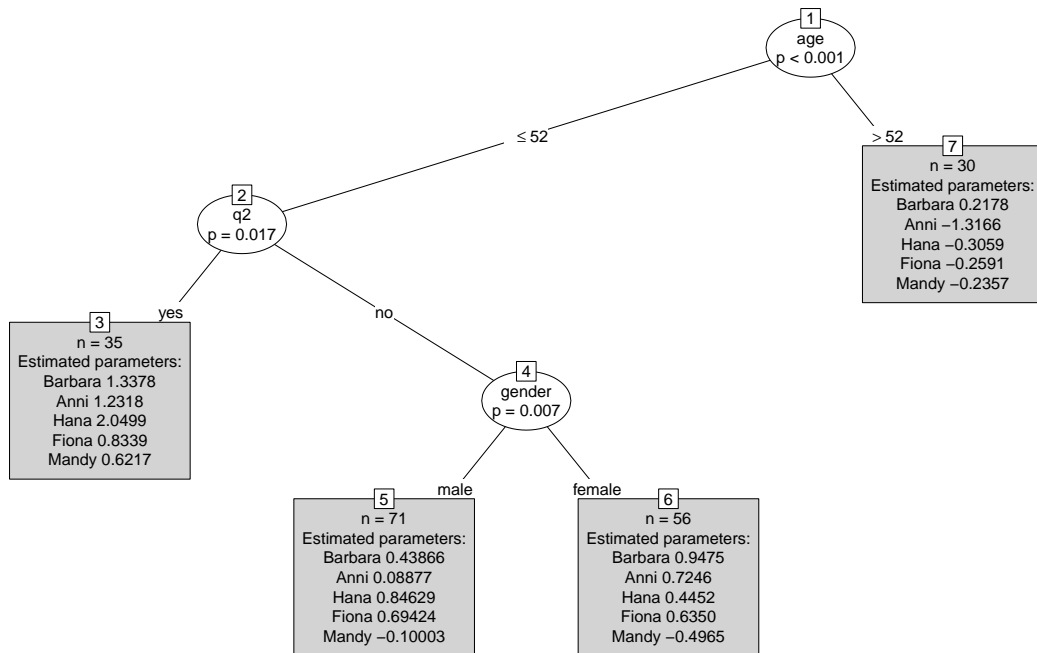 1
age
p < 0.001
≤ 52
> 52
2
q2
p = 0.017
yes
no
3
n = 35
Estimated parameters:
Barbara 1.3378
Anni 1.2318
Hana 2.0499
Fiona 0.8339
Mandy 0.6217
4
gender
p = 0.007
male
female
5
n = 71
Estimated parameters:
Barbara 0.43866
Anni 0.08877
Hana 0.84629
Fiona 0.69424
Mandy −0.10003
6
n = 56
Estimated parameters:
Barbara 0.9475
Anni 0.7246
Hana 0.4452
Fiona 0.6350
Mandy −0.4965
7
n = 30
Estimated parameters:
Barbara 0.2178
Anni −1.3166
Hana −0.3059
Fiona −0.2591
Mandy −0.2357